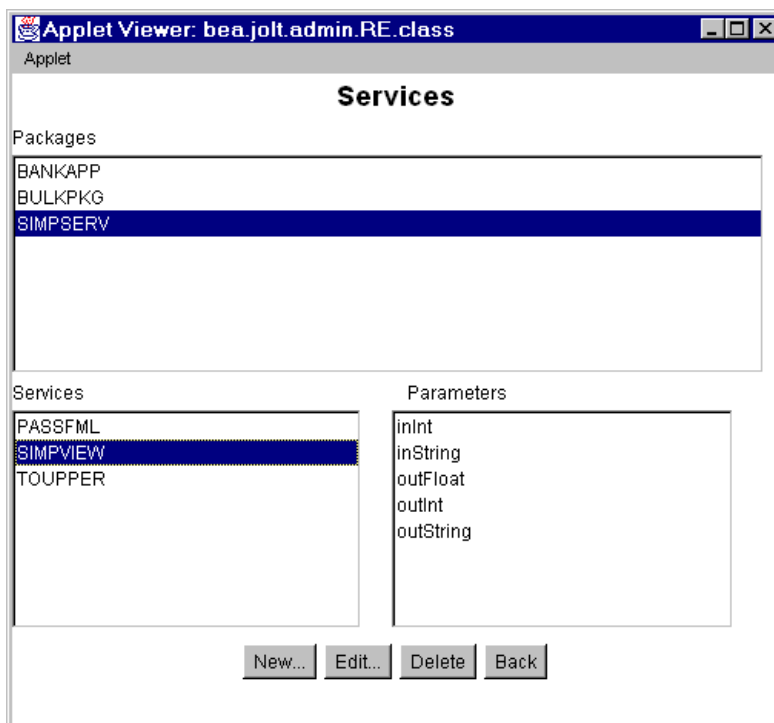 Applet Viewer: bea.jolt.admin.RE.class
Applet
Services
Packages
BANKAPP
BULKPKG
SIMPSERV
Services
PASSFML
SIMPVIEW
TOUPPER
Parameters
inInt
inString
outFloat
outInt
outString
New... Edit... Delete Back